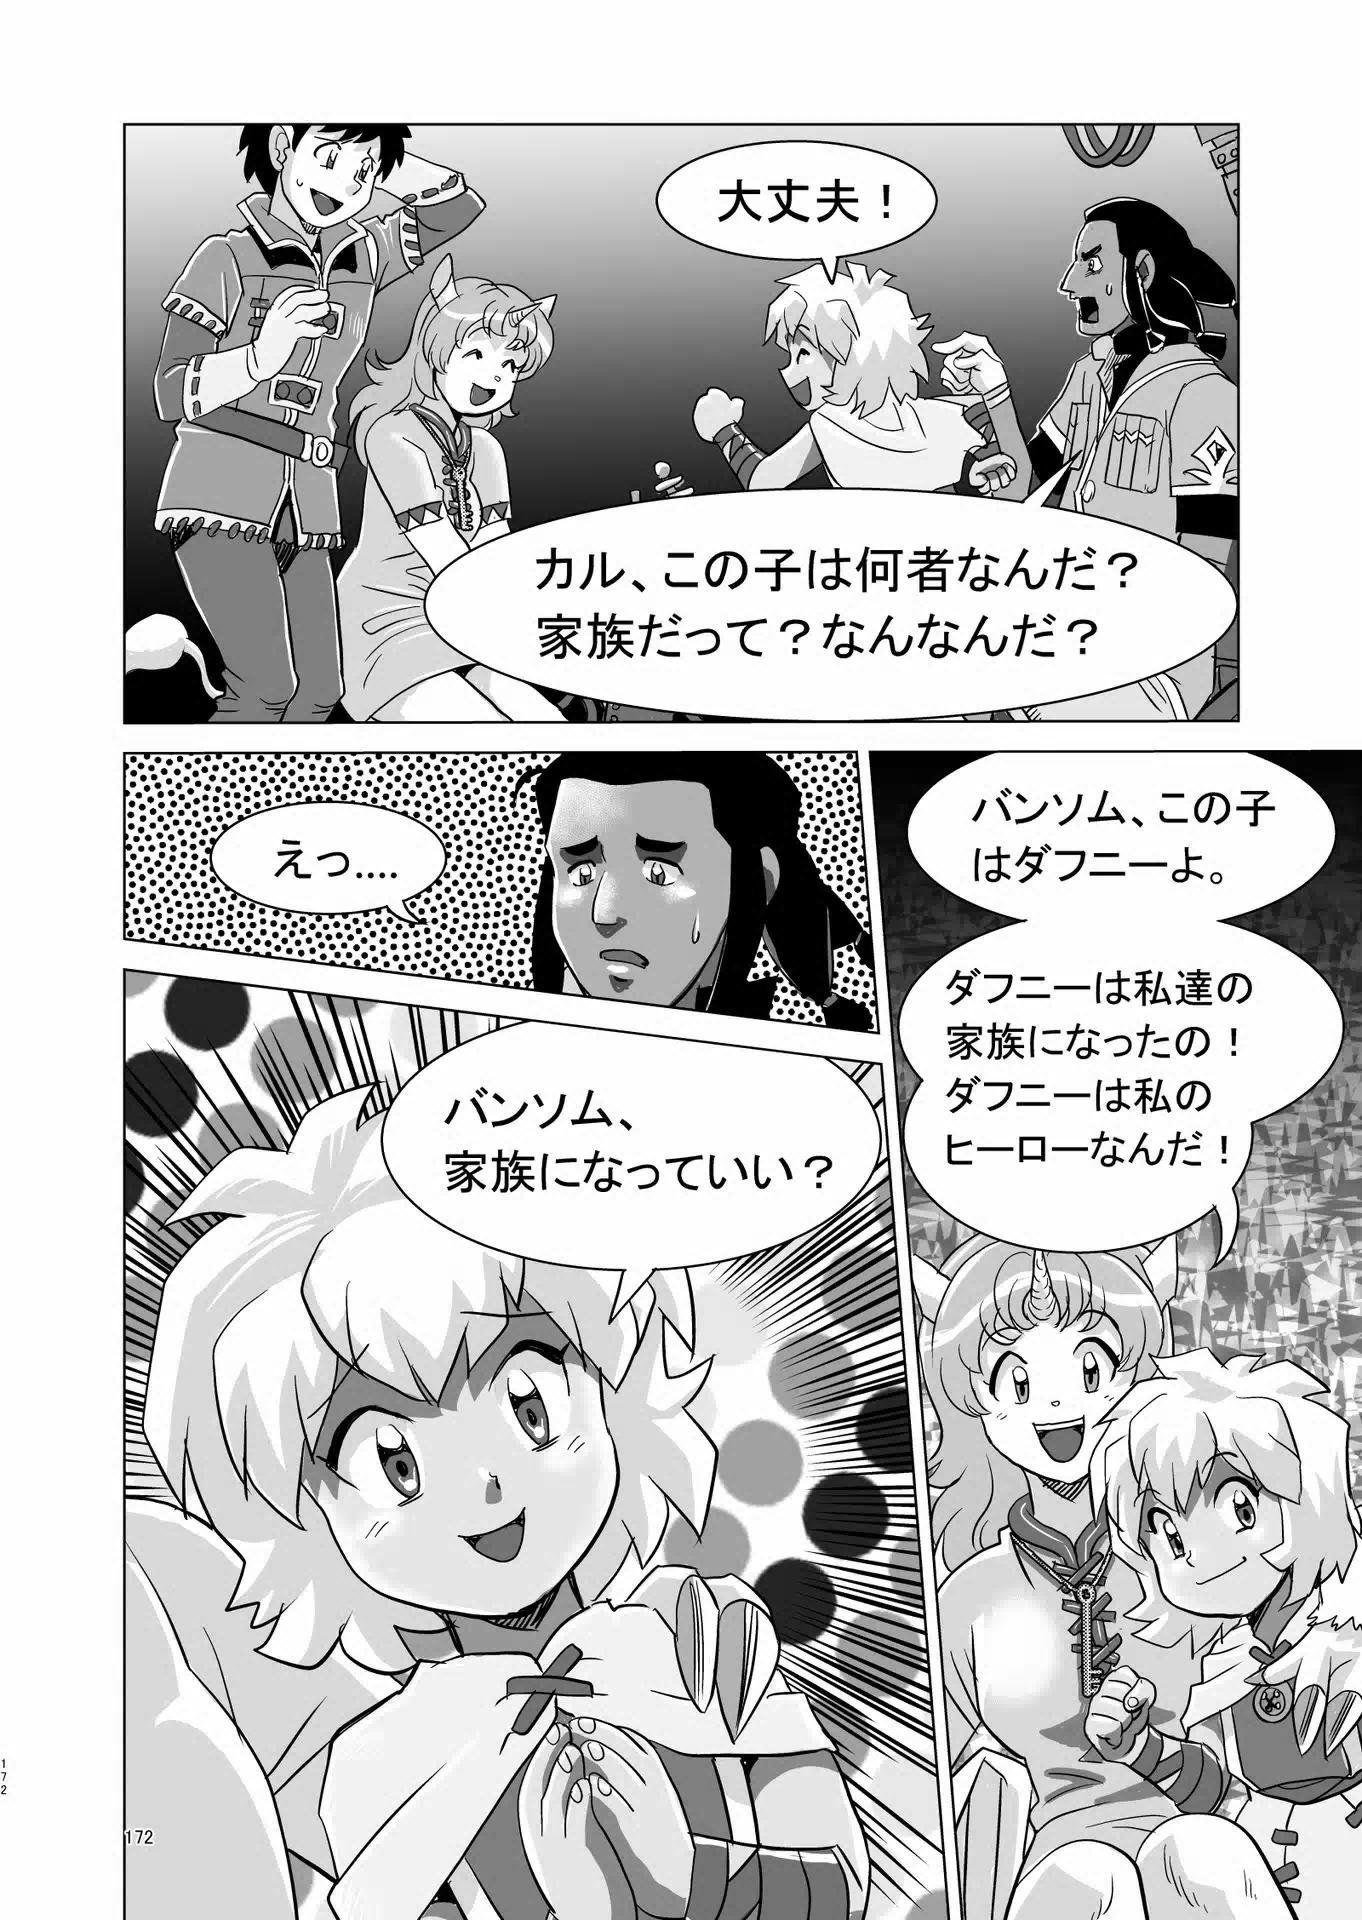 大丈夫！
カル、この子は何者なんだ？
家族だって？なんなんだ？
バンソム、この子
はダフニーよ。
ダフニーは私達の
家族になったの！
ダフニーは私の
ヒーローなんだ！
えっ....
バンソム、
家族になっていい？
172
172